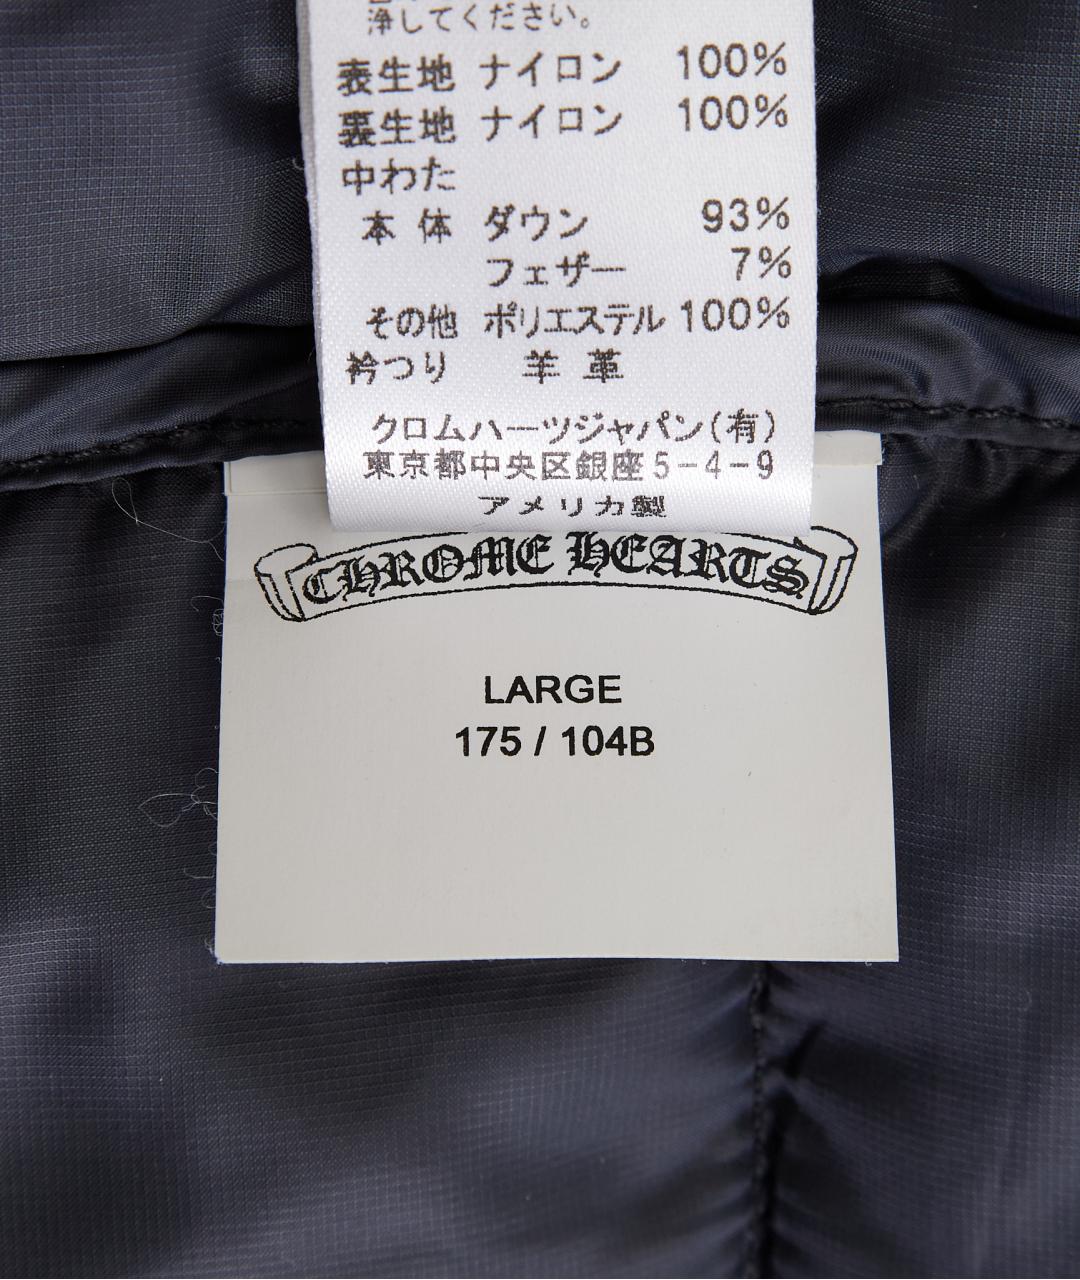 浄してください。
表生地 ナイロン 100%
裏生地 ナイロン 100%
中わた
本体 ダウン 93%
フェザー 7%
その他 ポリエステル 100%
衿つり 羊革
クロムハーツジャパン(有)
東京都中央区銀座5-4-9
アメリカ製
CHROME HEARTS
LARGE
175 / 104B